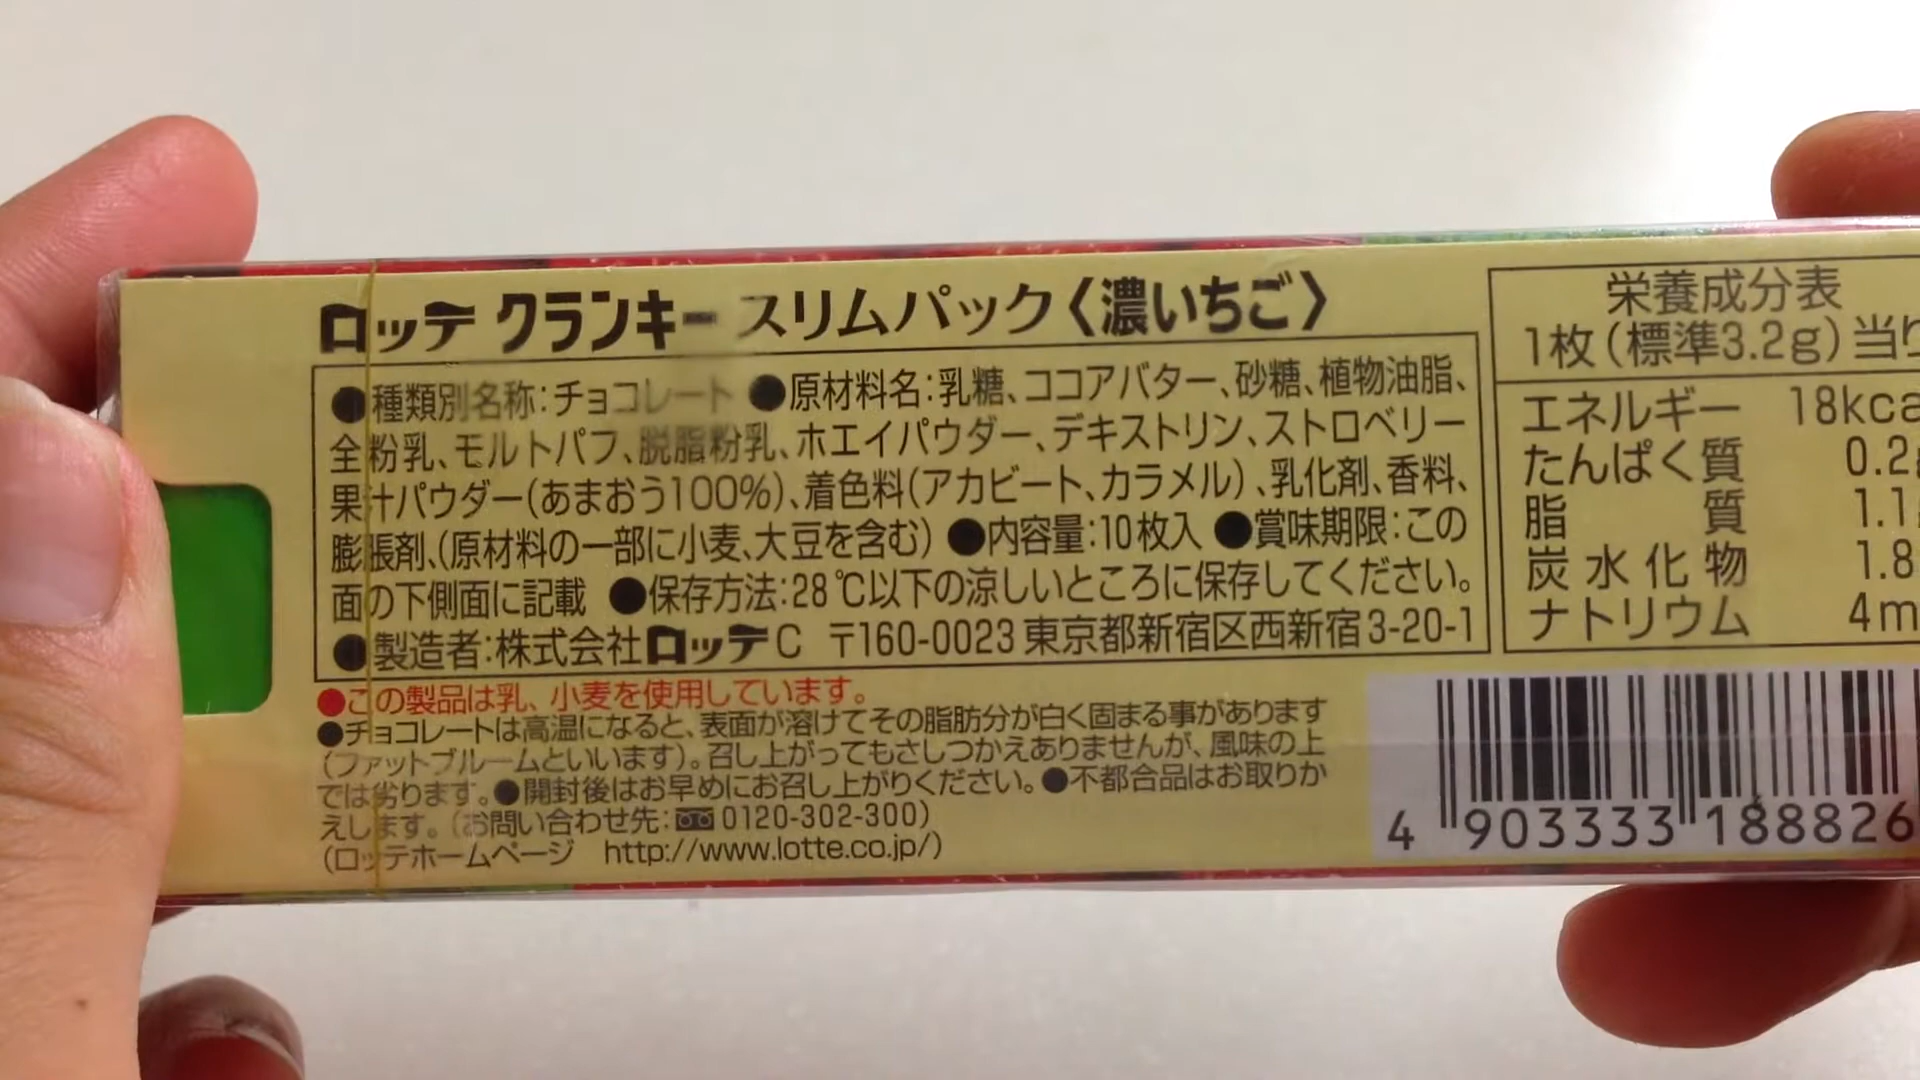 ロッテ クランキー スリムパック〈濃いちご〉
●種類別名称:チョコレート ●原材料名:乳糖、ココアバター、砂糖、植物油脂、
全粉乳、モルトパフ、脱脂粉乳、ホエイパウダー、デキストリン、ストロベリー
果汁パウダー(あまおう100%)、着色料(アカビート、カラメル)、乳化剤、香料、
膨張剤、(原材料の一部に小麦、大豆を含む) ●内容量:10枚入 ●賞味期限:この
面の下側面に記載 ●保存方法:28℃以下の涼しいところに保存してください。
●製造者:株式会社ロッテC 〒160-0023 東京都新宿区西新宿3-20-1
●この製品は乳、小麦を使用しています。
●チョコレートは高温になると、表面が溶けてその脂肪分が白く固まる事があります
(ファットブルームといいます)。召し上がってもさしつかえありませんが、風味の上
では劣ります。●開封後はお早めにお召し上がりください。●不都合品はお取りか
えします。(お問い合わせ先:0120-302-300)
(ロッテホームページ http://www.lotte.co.jp/)
栄養成分表
1枚(標準3.2g)当り
エネルギー 18kca
たんぱく質 0.2
脂質 1.1
炭水化物 1.8
ナトリウム 4m
4 903333 188826